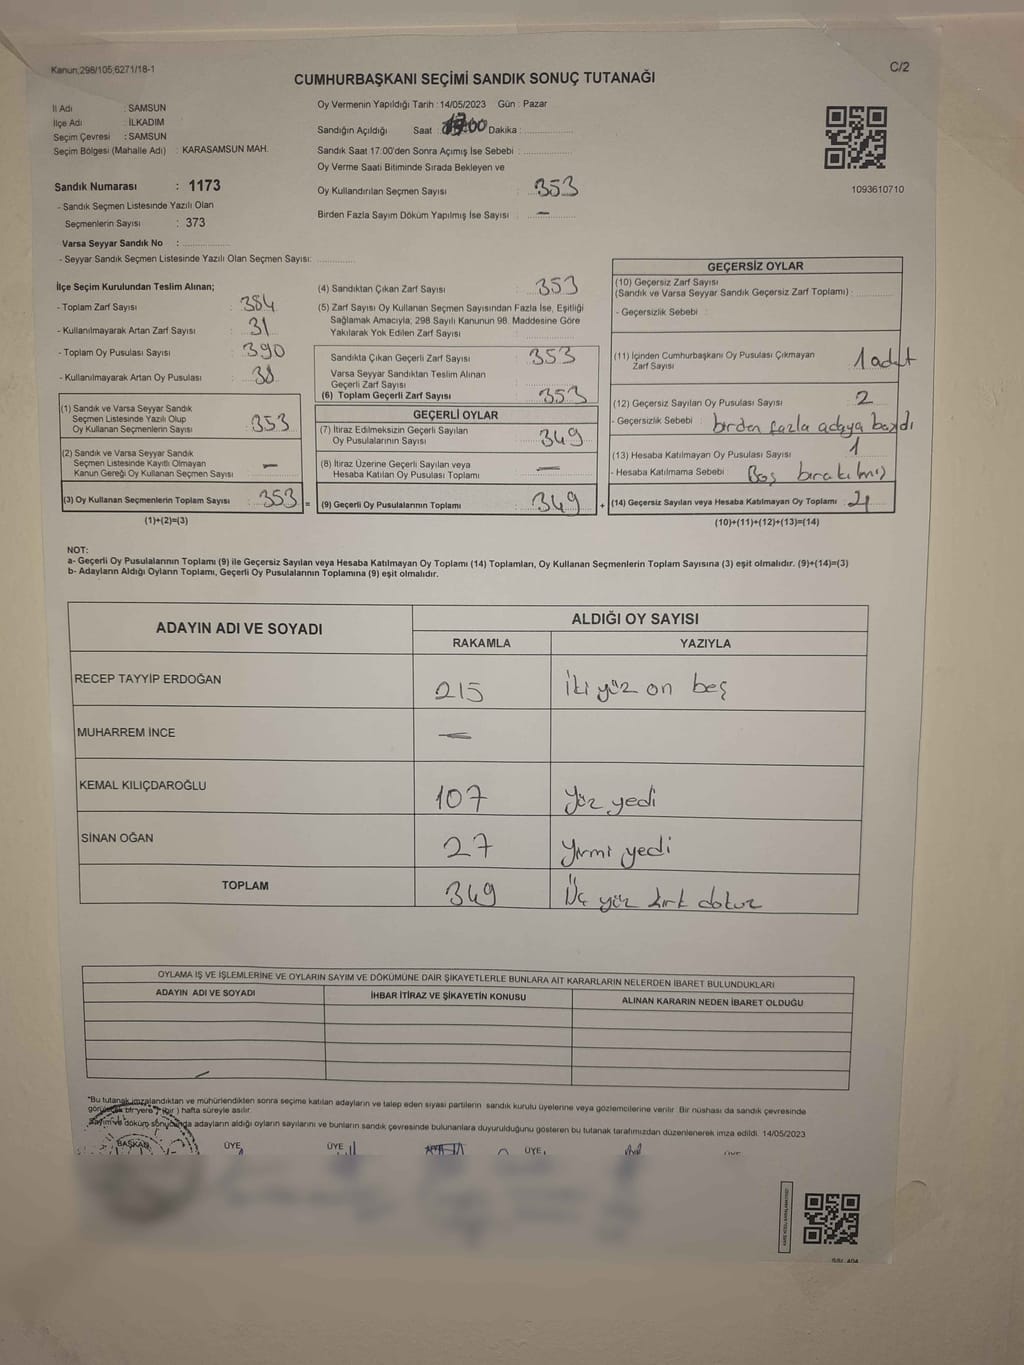 Kanun;298/105;6271/18-1
C/2
CUMHURBAŞKANI SEÇİMİ SANDIK SONUÇ TUTANAĞI
İl Adı : SAMSUN
İlçe Adı : İLKADIM
Seçim Çevresi : SAMSUN
Seçim Bölgesi (Mahalle Adı) : KARASAMSUN MAH.
Sandık Numarası : 1173
- Sandık Seçmen Listesinde Yazılı Olan
Seçmenlerin Sayısı : 373
Varsa Seyyar Sandık No :
- Seyyar Sandık Seçmen Listesinde Yazılı Olan Seçmen Sayısı:
Oy Vermenin Yapıldığı Tarih : 14/05/2023 Gün : Pazar
Sandığın Açıldığı Saat : Dakika :
Sandık Saat 17:00'den Sonra Açımış İse Sebebi :
Oy Verme Saati Bitiminde Sırada Bekleyen ve
Oy Kullandırılan Seçmen Sayısı : 353
Birden Fazla Sayım Döküm Yapılmış İse Sayısı : —
1093610710
İlçe Seçim Kurulundan Teslim Alınan;
- Toplam Zarf Sayısı : 384
- Kullanılmayarak Artan Zarf Sayısı : 31
- Toplam Oy Pusulası Sayısı : 390
- Kullanılmayarak Artan Oy Pusulası : 38
(1) Sandık ve Varsa Seyyar Sandık
Seçmen Listesinde Yazılı Olup
Oy Kullanan Seçmenlerin Sayısı : 353
(2) Sandık ve Varsa Seyyar Sandık
Seçmen Listesinde Kayıtlı Olmayan
Kanun Gereği Oy Kullanan Seçmen Sayısı : —
(3) Oy Kullanan Seçmenlerin Toplam Sayısı : 353 =
(1)+(2)=(3)
(4) Sandıktan Çıkan Zarf Sayısı : 353
(5) Zarf Sayısı Oy Kullanan Seçmen Sayısından Fazla İse, Eşitliği
Sağlamak Amacıyla; 298 Sayılı Kanunun 98. Maddesine Göre
Yakılarak Yok Edilen Zarf Sayısı :
Sandıkta Çıkan Geçerli Zarf Sayısı : 353
Varsa Seyyar Sandıktan Teslim Alınan
Geçerli Zarf Sayısı :
(6) Toplam Geçerli Zarf Sayısı : 353
GEÇERLİ OYLAR
(7) İtiraz Edilmeksizin Geçerli Sayılan
Oy Pusulalarının Sayısı : 349
(8) İtiraz Üzerine Geçerli Sayılan veya
Hesaba Katılan Oy Pusulası Toplamı : —
(9) Geçerli Oy Pusulalarının Toplamı : 349 +
GEÇERSİZ OYLAR
(10) Geçersiz Zarf Sayısı
(Sandık ve Varsa Seyyar Sandık Geçersiz Zarf Toplamı) :
- Geçersizlik Sebebi :
(11) İçinden Cumhurbaşkanı Oy Pusulası Çıkmayan
Zarf Sayısı : 1 adet
(12) Geçersiz Sayılan Oy Pusulası Sayısı : 2
- Geçersizlik Sebebi : birden fazla adaya basıldı
(13) Hesaba Katılmayan Oy Pusulası Sayısı : 1
- Hesaba Katılmama Sebebi : Boş bırakılmış
(14) Geçersiz Sayılan veya Hesaba Katılmayan Oy Toplamı :
(10)+(11)+(12)+(13)=(14)
NOT:
a- Geçerli Oy Pusulalarının Toplamı (9) ile Geçersiz Sayılan veya Hesaba Katılmayan Oy Toplamı (14) Toplamları, Oy Kullanan Seçmenlerin Toplam Sayısına (3) eşit olmalıdır. (9)+(14)=(3)
b- Adayların Aldığı Oyların Toplamı, Geçerli Oy Pusulalarının Toplamına (9) eşit olmalıdır.
ADAYIN ADI VE SOYADI
ALDIĞI OY SAYISI
RAKAMLA YAZIYLA
RECEP TAYYİP ERDOĞAN 215 İki yüz on beş
MUHARREM İNCE —
KEMAL KILIÇDAROĞLU 107 yüz yedi
SİNAN OĞAN 27 yirmi yedi
TOPLAM 349 Üç yüz kırk dokuz
OYLAMA İŞ VE İŞLEMLERİNE VE OYLARIN SAYIM VE DÖKÜMÜNE DAİR ŞİKAYETLERLE BUNLARA AİT KARARLARIN NELERDEN İBARET BULUNDUKLARI
ADAYIN ADI VE SOYADI İHBAR İTİRAZ VE ŞİKAYETİN KONUSU ALINAN KARARIN NEDEN İBARET OLDUĞU
*Bu tutanak imzalandıktan ve mühürlendikten sonra seçime katılan adayların ve talep eden siyasi partilerin sandık kurulu üyelerine veya gözlemcilerine verilir. Bir nüshası da sandık çevresinde
bir yere 7 (bir) hafta süreyle asılır.
Sayım ve döküm sonucunda adayların aldığı oyların sayılarını ve bunların sandık çevresinde bulunanlara duyurulduğunu gösteren bu tutanak tarafımızdan düzenlenerek imza edildi. 14/05/2023
BAŞKAN ÜYE ÜYE ÜYE